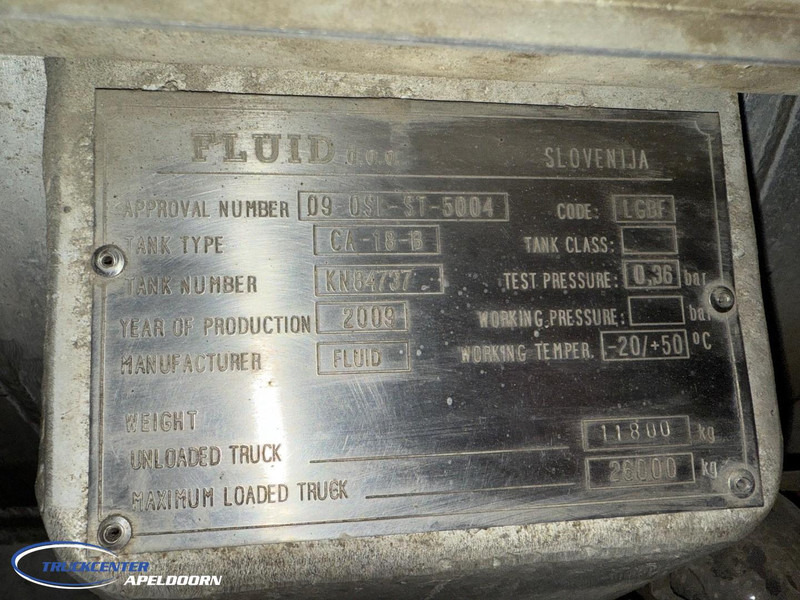 FLUID d.o.o. SLOVENIJA
APPROVAL NUMBER 09-OSI-ST-5004 CODE: LGBF
TANK TYPE CA-18-B TANK CLASS:
TANK NUMBER KN84737 TEST PRESSURE: 0,36 bar
YEAR OF PRODUCTION 2009 WORKING PRESSURE: bar
MANUFACTURER FLUID WORKING TEMPER. -20/+50 °C
WEIGHT
UNLOADED TRUCK 11800 kg
MAXIMUM LOADED TRUCK 26000 kg
TRUCKCENTER
APELDOORN